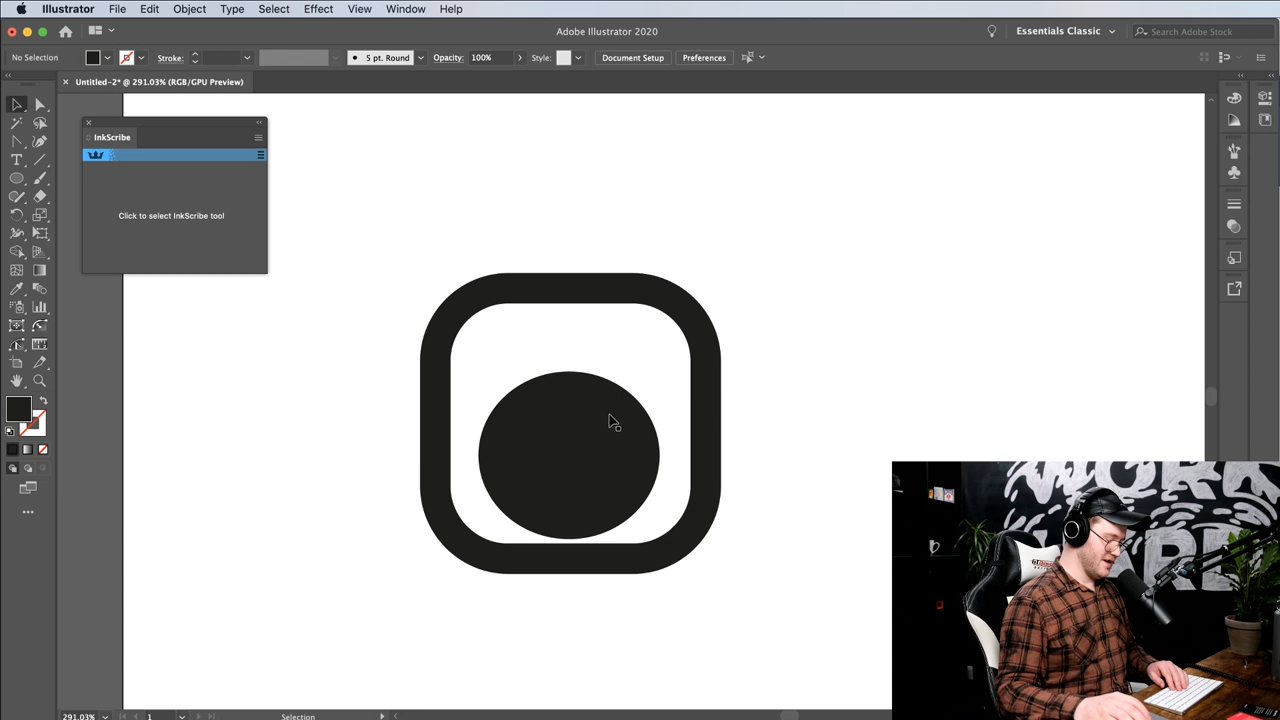 Illustrator File Edit Object Type Select Effect View Window Help
Adobe Illustrator 2020
Essentials Classic
Search Adobe Stock
No Selection
Stroke:
5 pt. Round
Opacity: 100%
Style:
Document Setup
Preferences
Untitled-2* @ 291.03% (RGB/GPU Preview)
InkScribe
Click to select InkScribe tool
291.03%
1
Selection